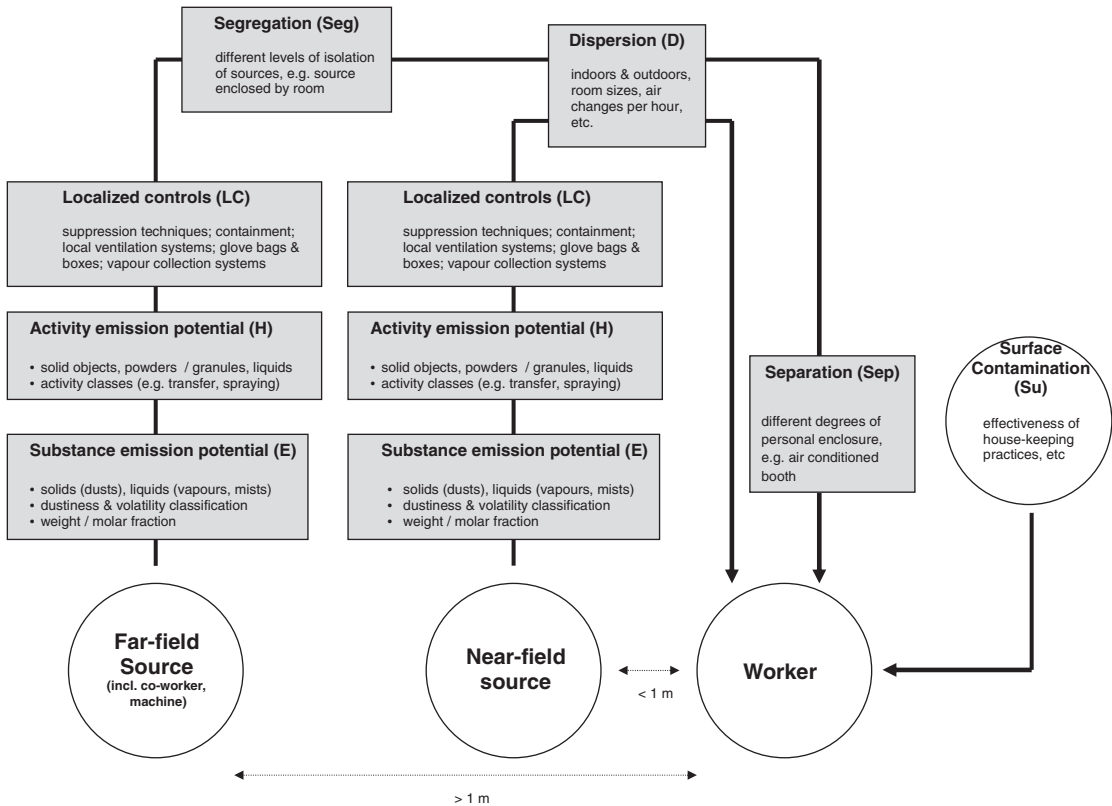 Segregation (Seg)
different levels of isolation
of sources, e.g. source
enclosed by room
Dispersion (D)
indoors & outdoors,
room sizes, air
changes per hour,
etc.
Localized controls (LC)
suppression techniques; containment;
local ventilation systems; glove bags &
boxes; vapour collection systems
Localized controls (LC)
suppression techniques; containment;
local ventilation systems; glove bags &
boxes; vapour collection systems
Activity emission potential (H)
• solid objects, powders / granules, liquids
• activity classes (e.g. transfer, spraying)
Activity emission potential (H)
• solid objects, powders / granules, liquids
• activity classes (e.g. transfer, spraying)
Separation (Sep)
different degrees of
personal enclosure,
e.g. air conditioned
booth
Surface
Contamination
(Su)
effectiveness of
house-keeping
practices, etc
Substance emission potential (E)
• solids (dusts), liquids (vapours, mists)
• dustiness & volatility classification
• weight / molar fraction
Substance emission potential (E)
• solids (dusts), liquids (vapours, mists)
• dustiness & volatility classification
• weight / molar fraction
Far-field
Source
(incl. co-worker,
machine)
Near-field
source
< 1 m
Worker
> 1 m